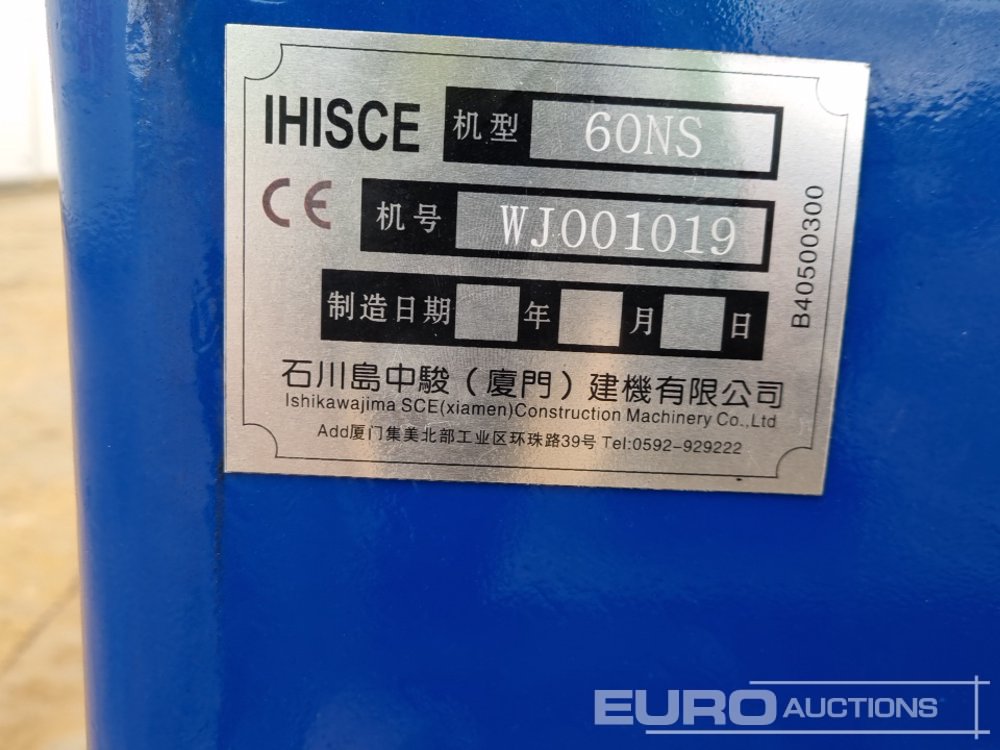 IHISCE 机型 60NS
CE 机号 WJ001019
制造日期 年 月 日
石川島中駿（廈門）建機有限公司
Ishikawajima SCE(xiamen)Construction Machinery Co.,Ltd
Add厦门集美北部工业区环珠路39号 Tel:0592-929222
B40500300
EURO AUCTIONS